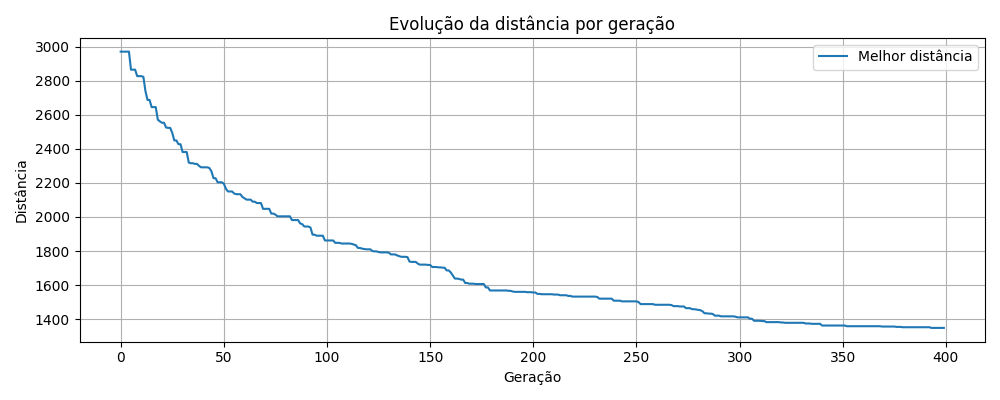 Evolução da distância por geração
Melhor distância
Distância
3000
2800
2600
2400
2200
2000
1800
1600
1400
0 50 100 150 200 250 300 350 400
Geração